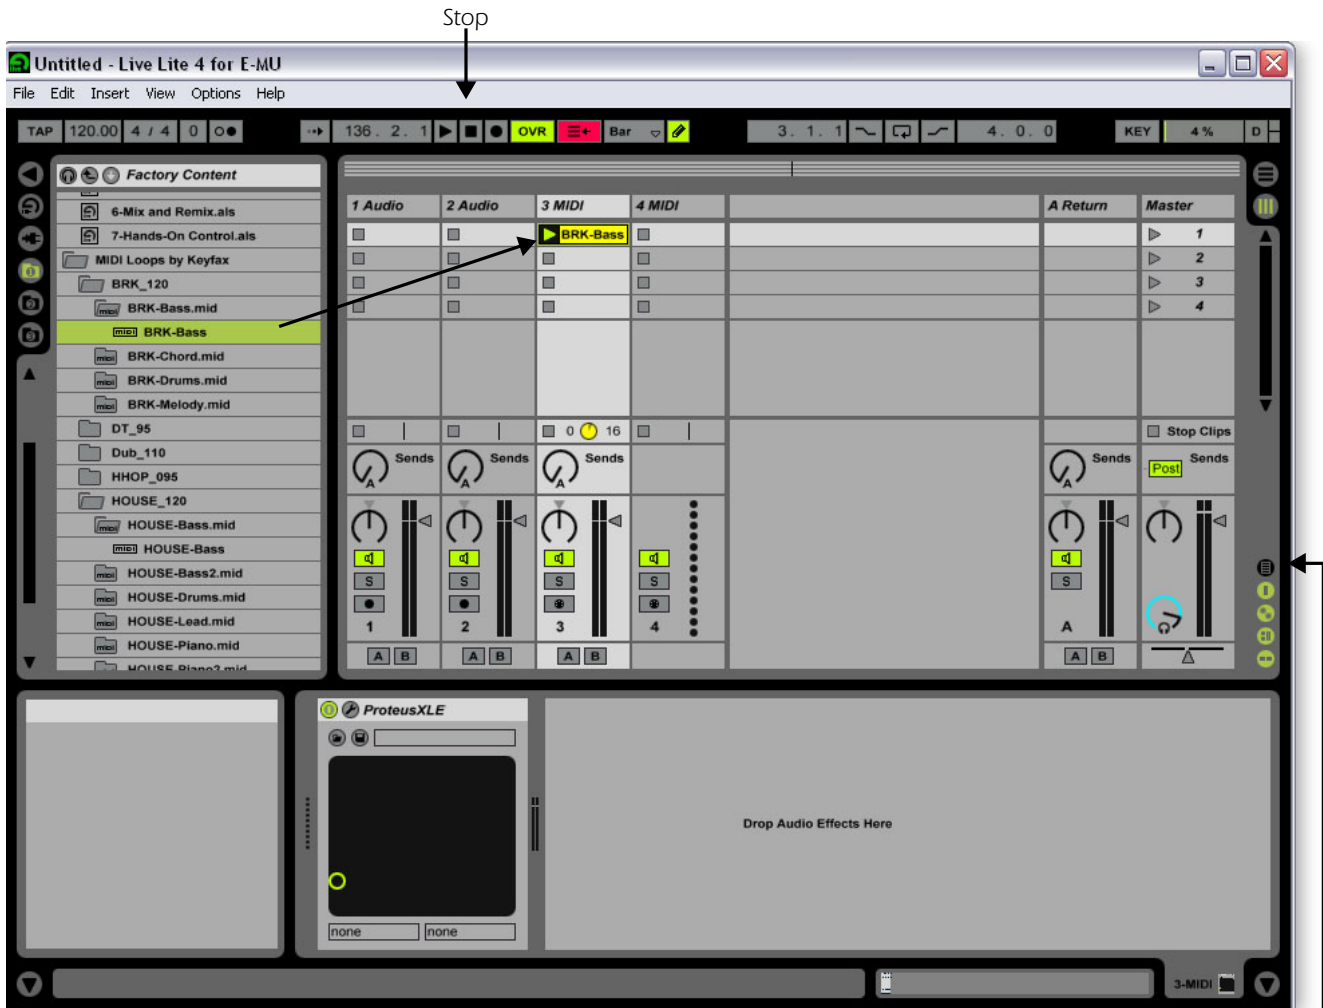 Stop
Untitled - Live Lite 4 for E-MU
File Edit Insert View Options Help
TAP 120.00 4 / 4 0 136 . 2 . 1 OVR Bar 3 . 1 . 1 4 . 0 . 0 KEY 4 % D
Factory Content
6-Mix and Remix.als
7-Hands-On Control.als
MIDI Loops by Keyfax
BRK_120
BRK-Bass.mid
midi BRK-Bass
BRK-Chord.mid
BRK-Drums.mid
BRK-Melody.mid
DT_95
Dub_110
HHOP_095
HOUSE_120
HOUSE-Bass.mid
midi HOUSE-Bass
HOUSE-Bass2.mid
HOUSE-Drums.mid
HOUSE-Lead.mid
HOUSE-Piano.mid
HOUSE-Piano2.mid
1 Audio 2 Audio 3 MIDI 4 MIDI A Return Master
BRK-Bass 1
2
3
4
0 16 Stop Clips
Sends Sends Sends Sends Post Sends
A A A A
S S S S S
1 2 3 4 A
A B A B A B A B
ProteusXLE
none none
Drop Audio Effects Here
3-MIDI